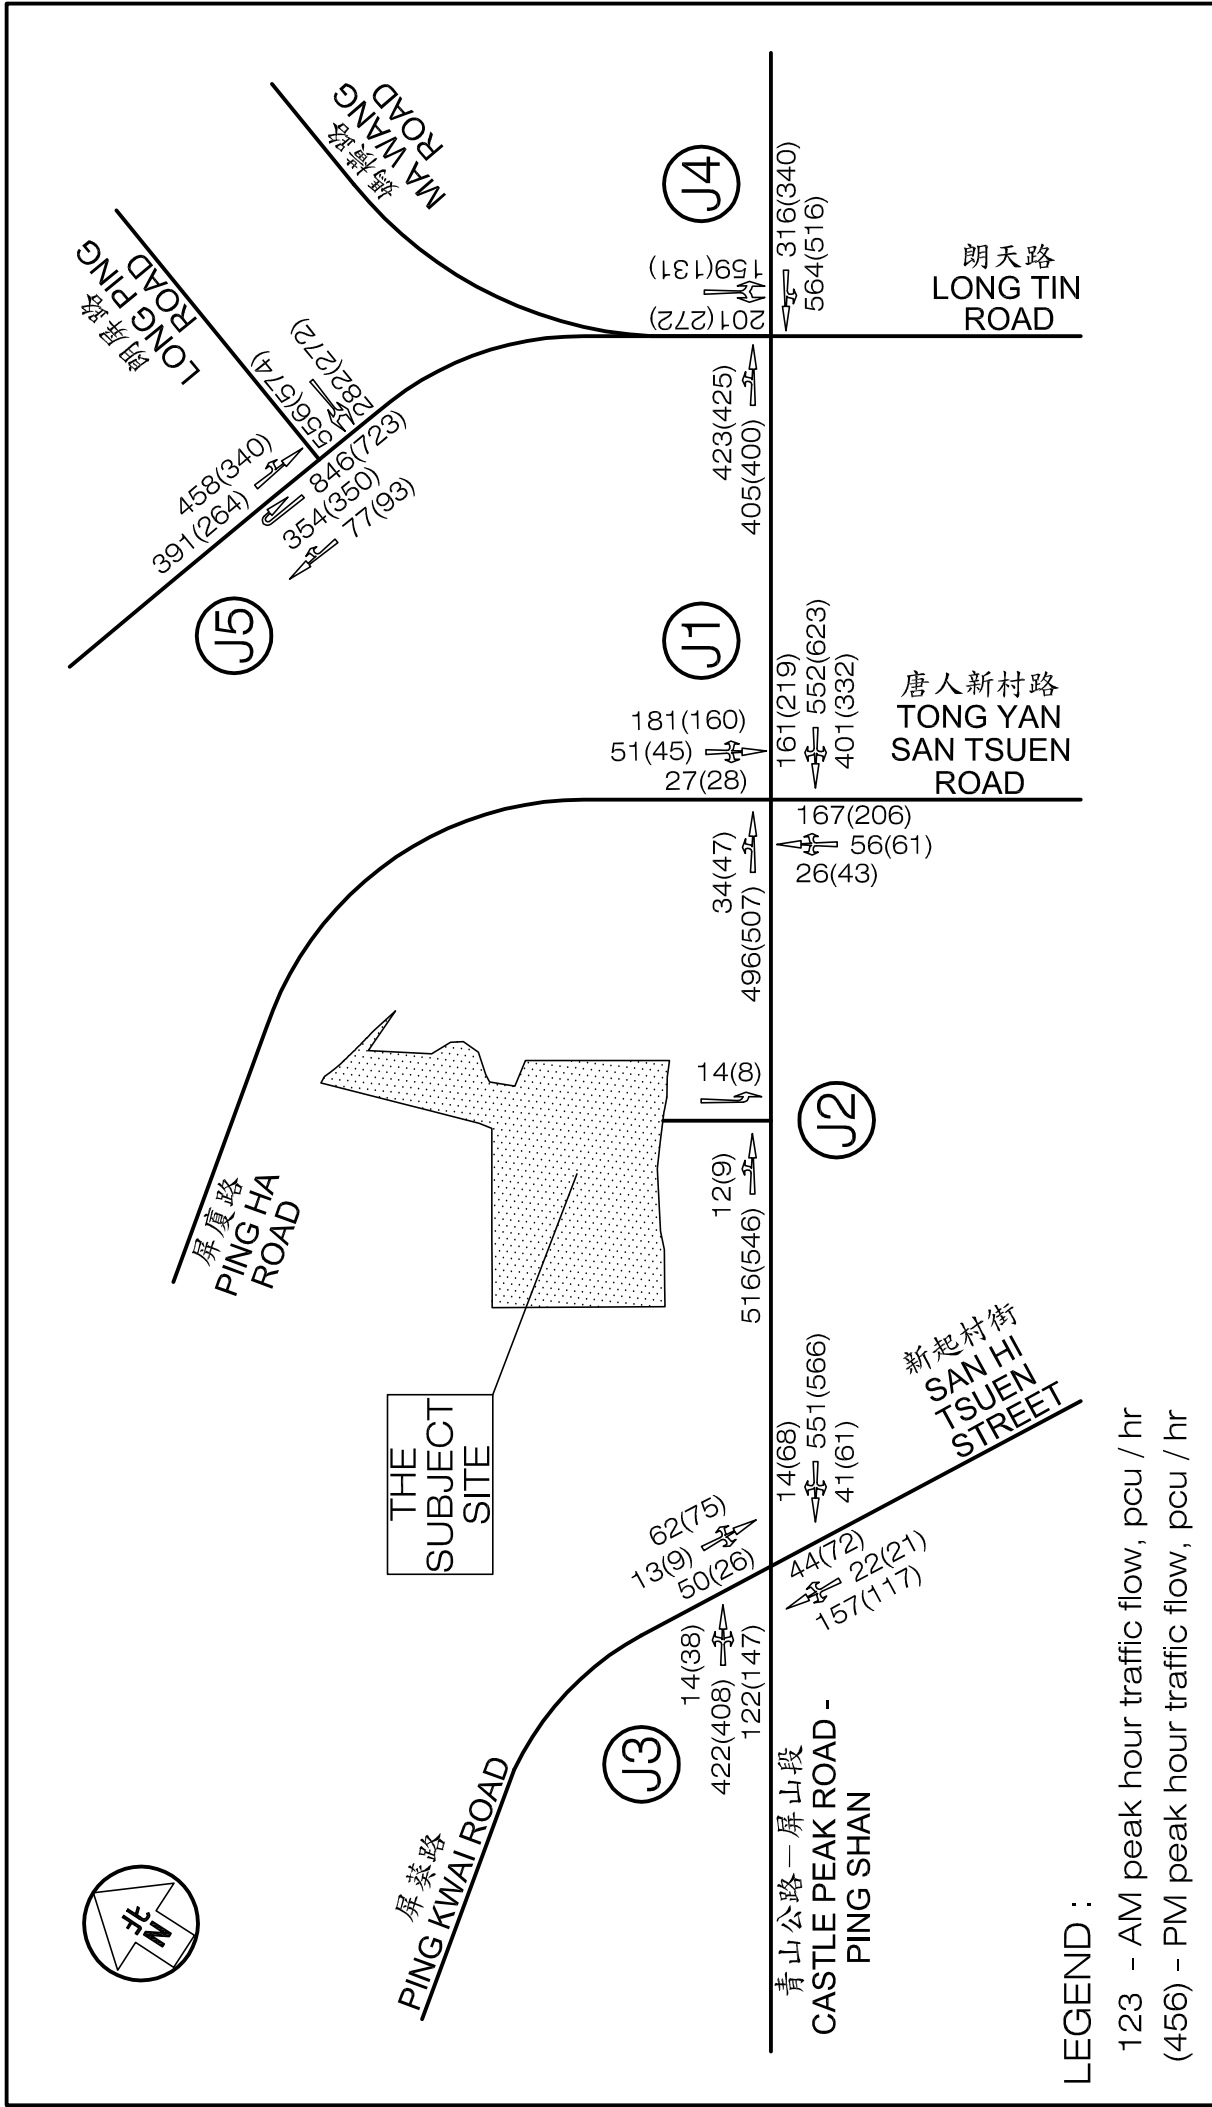 媽橫路
MA WANG
ROAD
朗屏路
LONG PING
ROAD
J4
316(340)
564(516)
159(131)
201(272)
朗天路
LONG TIN
ROAD
423(425)
405(400)
556(574)
282(272)
458(340)
391(264)
846(723)
354(350)
77(93)
J5
J1
181(160)
51(45)
27(28)
161(219)
552(623)
401(332)
唐人新村路
TONG YAN
SAN TSUEN
ROAD
167(206)
56(61)
26(43)
34(47)
496(507)
14(8)
J2
12(9)
516(546)
屏廈路
PING HA
ROAD
THE
SUBJECT
SITE
新起村街
SAN HI
TSUEN
STREET
14(68)
551(566)
41(61)
62(75)
13(9)
50(26)
44(72)
22(21)
157(117)
14(38)
422(408)
122(147)
J3
屏葵路
PING KWAI ROAD
青山公路－屏山段
CASTLE PEAK ROAD -
PING SHAN
北
N
LEGEND :
123 - AM peak hour traffic flow, pcu / hr
(456) - PM peak hour traffic flow, pcu / hr